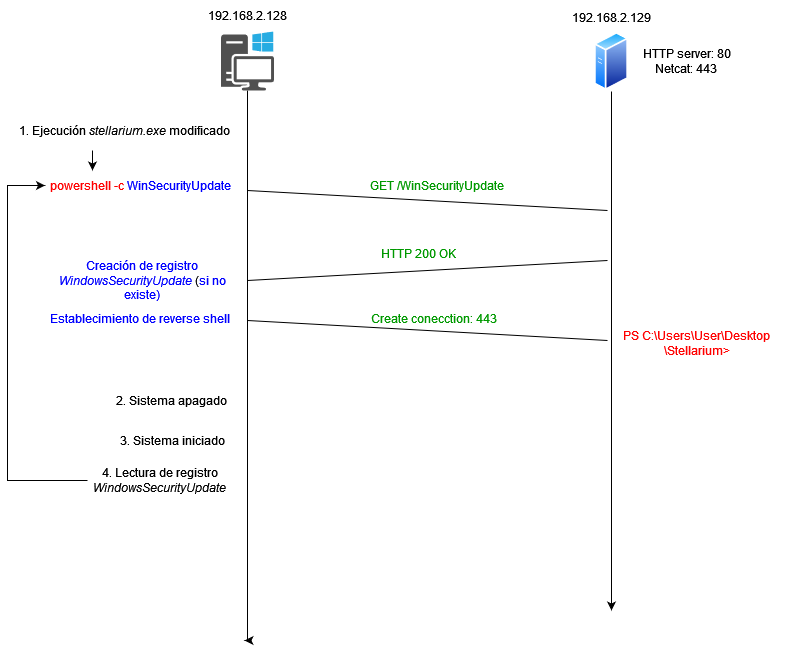 192.168.2.128
192.168.2.129
HTTP server: 80
Netcat: 443
1. Ejecución stellarium.exe modificado
powershell -c WinSecurityUpdate
GET /WinSecurityUpdate
HTTP 200 OK
Creación de registro
WindowsSecurityUpdate (si no
existe)
Establecimiento de reverse shell
Create conecction: 443
PS C:\Users\User\Desktop
\Stellarium>
2. Sistema apagado
3. Sistema iniciado
4. Lectura de registro
WindowsSecurityUpdate